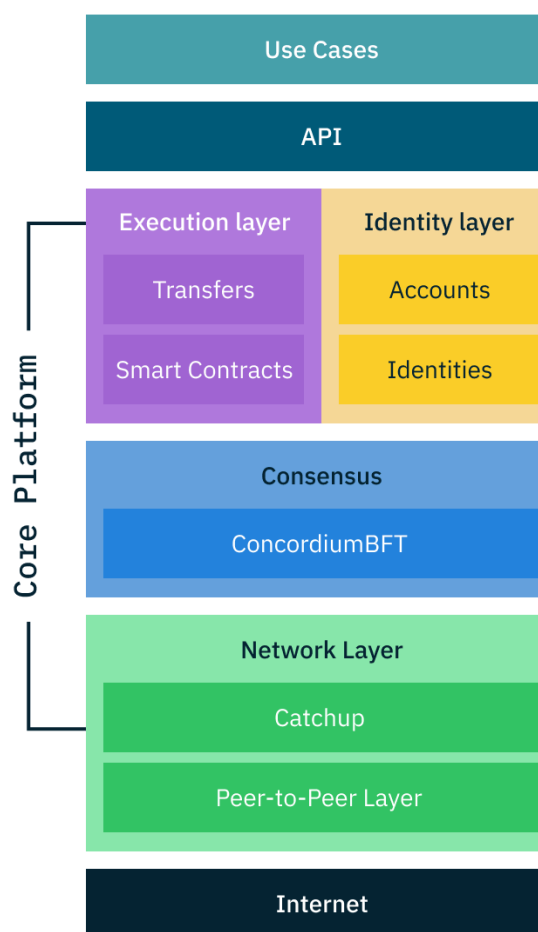 Use Cases
API
Execution layer
Transfers
Smart Contracts
Identity layer
Accounts
Identities
Core Platform
Consensus
ConcordiumBFT
Network Layer
Catchup
Peer-to-Peer Layer
Internet